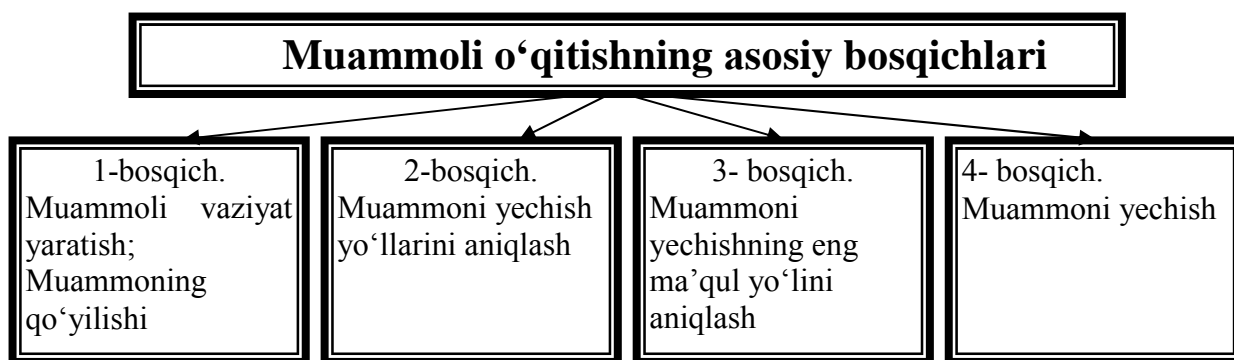 Muammoli o‘qitishning asosiy bosqichlari
1-bosqich.
Muammoli vaziyat
yaratish;
Muammoning
qo‘yilishi
2-bosqich.
Muammoni yechish
yo‘llarini aniqlash
3- bosqich.
Muammoni
yechishning eng
ma’qul yo‘lini
aniqlash
4- bosqich.
Muammoni yechish